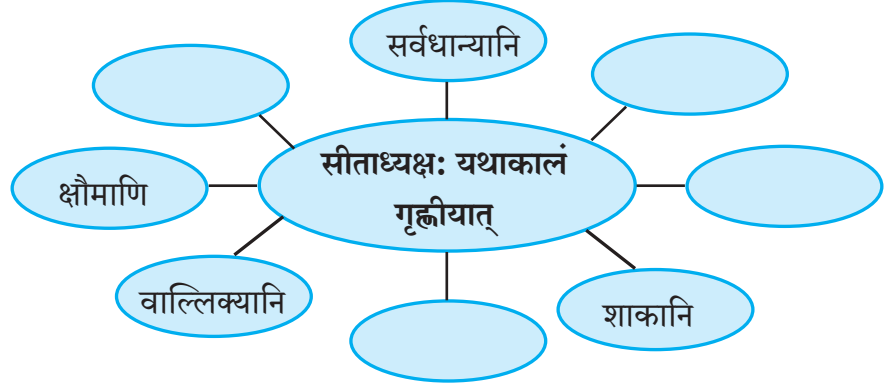 सर्वधान्यानि
सीताध्यक्ष: यथाकालं
गृह्णीयात्
क्षौमाणि
वाल्लिक्यानि
शाकानि